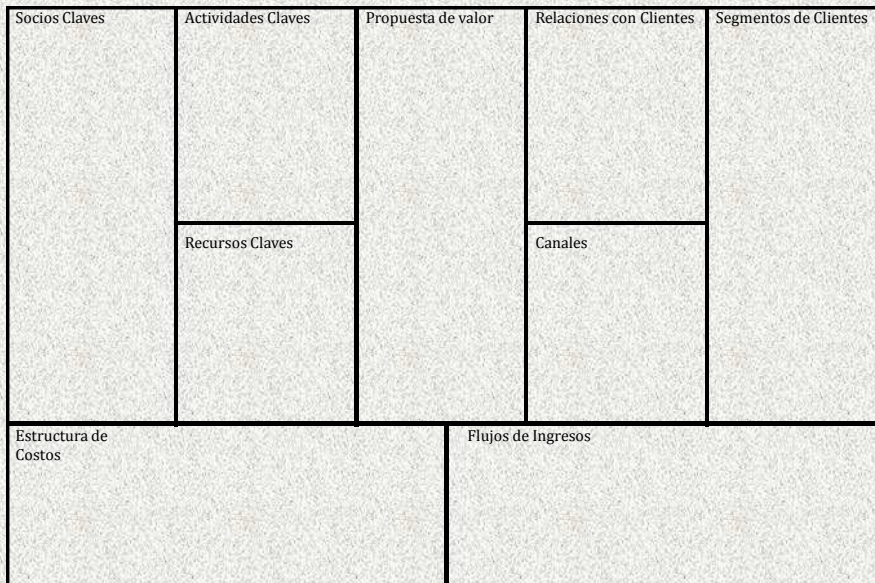 Socios Claves
Actividades Claves
Propuesta de valor
Relaciones con Clientes
Segmentos de Clientes
Recursos Claves
Canales
Estructura de
Costos
Flujos de Ingresos